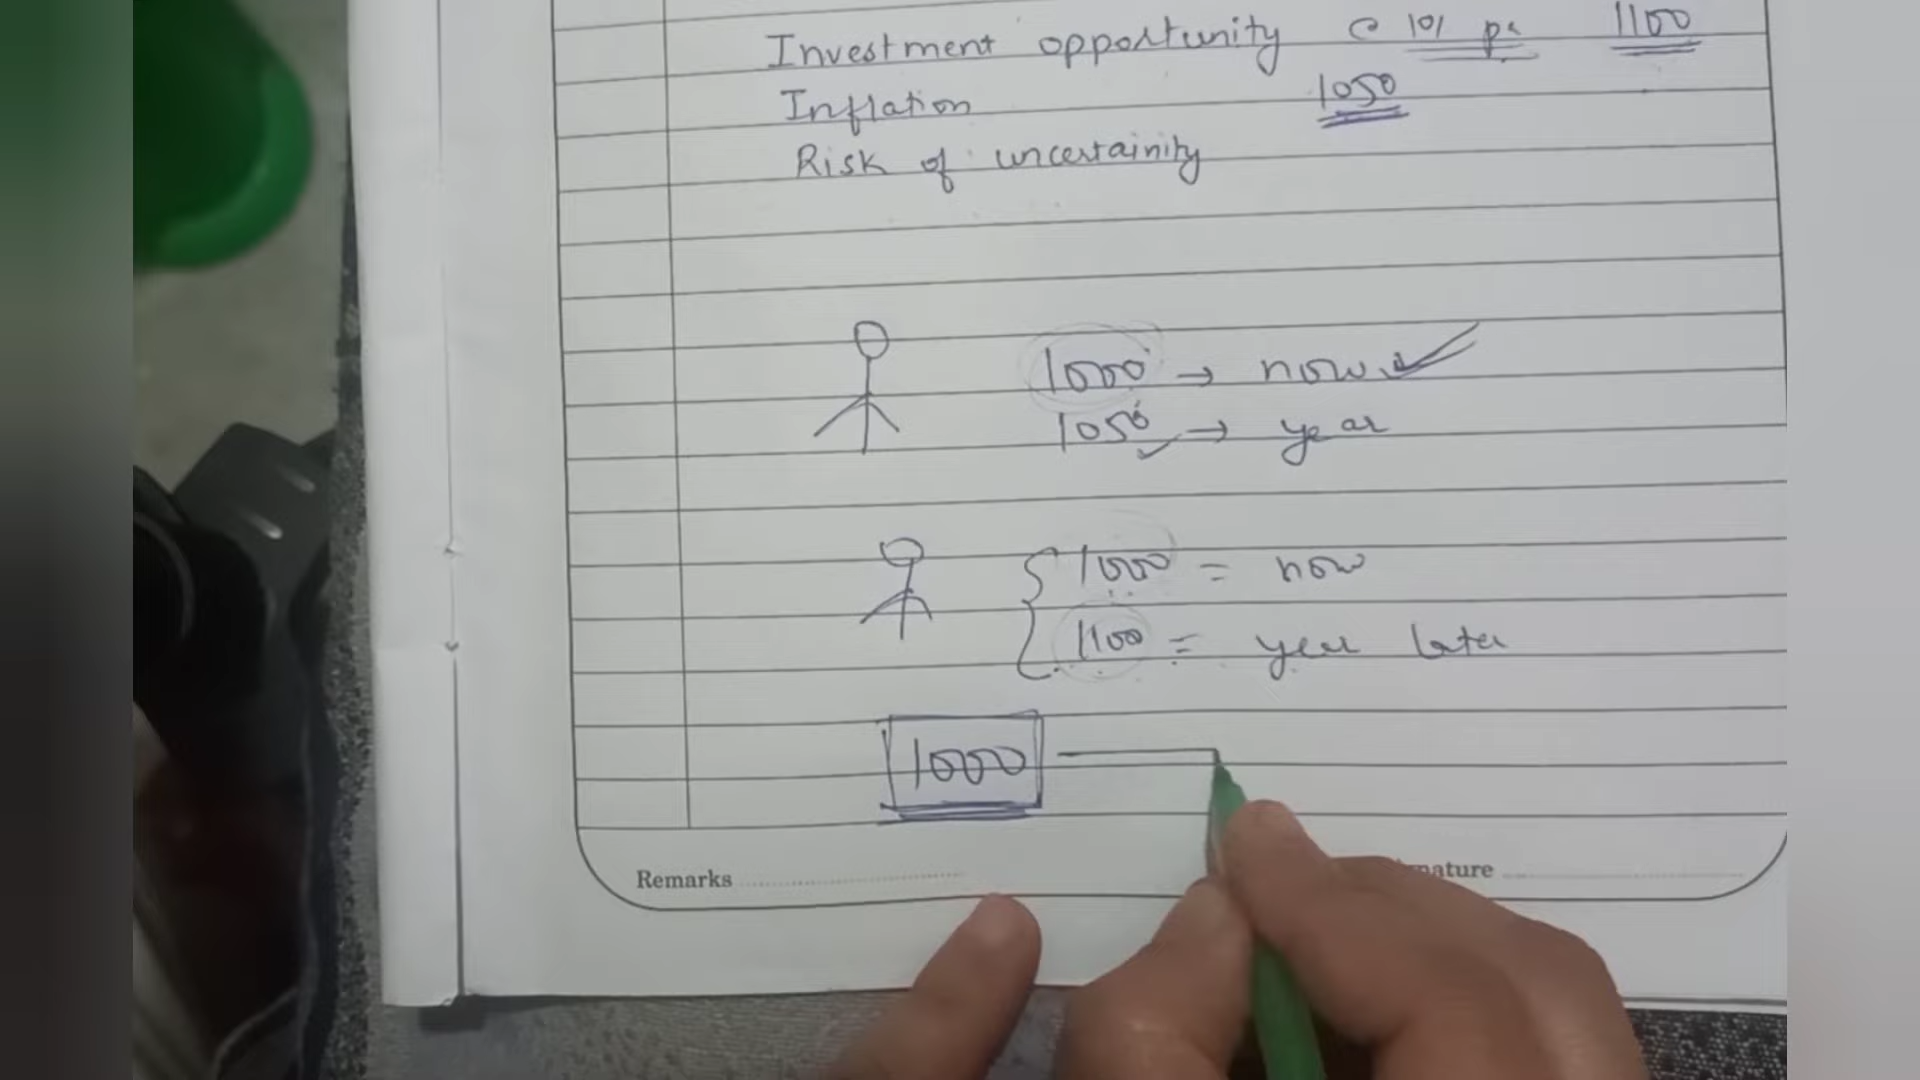 Investment opportunity @ 10% pa 1100
Inflation 1050
Risk of uncertainity
1000 → now ✓
1050 → year
1000 = now
1100 = year later
1000
Remarks
nature